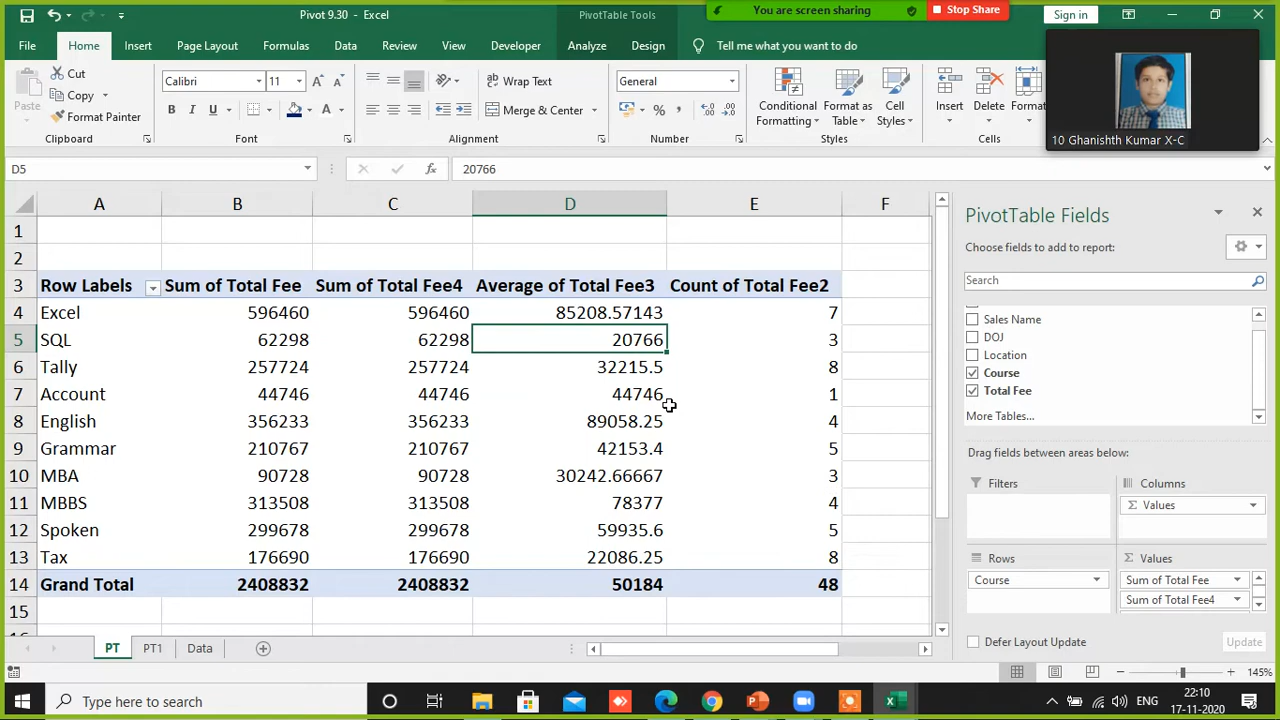 Pivot 9.30 - Excel
PivotTable Tools
You are screen sharing
Stop Share
Sign in
File Home Insert Page Layout Formulas Data Review View Developer Analyze Design Tell me what you want to do
Cut
Copy
Format Painter
Paste
Clipboard
Calibri 11
B I U
Font
Wrap Text
Merge & Center
Alignment
General
Number
Conditional Formatting
Format as Table
Cell Styles
Styles
Insert Delete Format
Cells
10 Ghanishth Kumar X-C
D5 fx 20766
A B C D E F
1
2
3 Row Labels Sum of Total Fee Sum of Total Fee4 Average of Total Fee3 Count of Total Fee2
4 Excel 596460 596460 85208.57143 7
5 SQL 62298 62298 20766 3
6 Tally 257724 257724 32215.5 8
7 Account 44746 44746 44746 1
8 English 356233 356233 89058.25 4
9 Grammar 210767 210767 42153.4 5
10 MBA 90728 90728 30242.66667 3
11 MBBS 313508 313508 78377 4
12 Spoken 299678 299678 59935.6 5
13 Tax 176690 176690 22086.25 8
14 Grand Total 2408832 2408832 50184 48
15
PivotTable Fields
Choose fields to add to report:
Search
Sales Name
DOJ
Location
Course
Total Fee
More Tables...
Drag fields between areas below:
Filters
Columns
Values
Rows
Course
Values
Sum of Total Fee
Sum of Total Fee4
Defer Layout Update
Update
PT PT1 Data
145%
Type here to search
ENG
22:10
17-11-2020